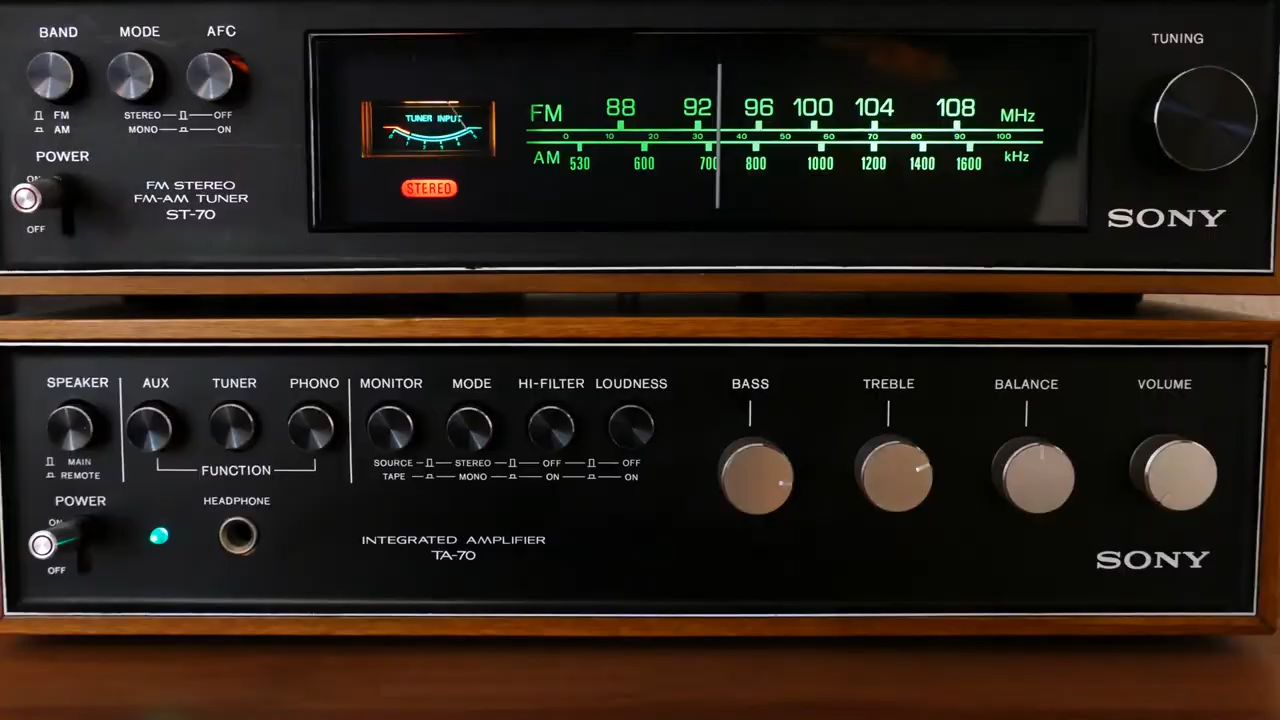 BAND MODE AFC
TUNING
FM 88 92 96 100 104 108 MHz
TUNER INPUT
FM
AM
STEREO OFF
MONO ON
0 10 20 30 40 50 60 70 80 90 100
AM 530 600 700 800 1000 1200 1400 1600 kHz
POWER
ON
OFF
FM STEREO
FM-AM TUNER
ST-70
STEREO
SONY
SPEAKER AUX TUNER PHONO MONITOR MODE HI-FILTER LOUDNESS BASS TREBLE BALANCE VOLUME
MAIN
REMOTE
FUNCTION
SOURCE STEREO OFF OFF
TAPE MONO ON ON
POWER
ON
OFF
HEADPHONE
INTEGRATED AMPLIFIER
TA-70
SONY